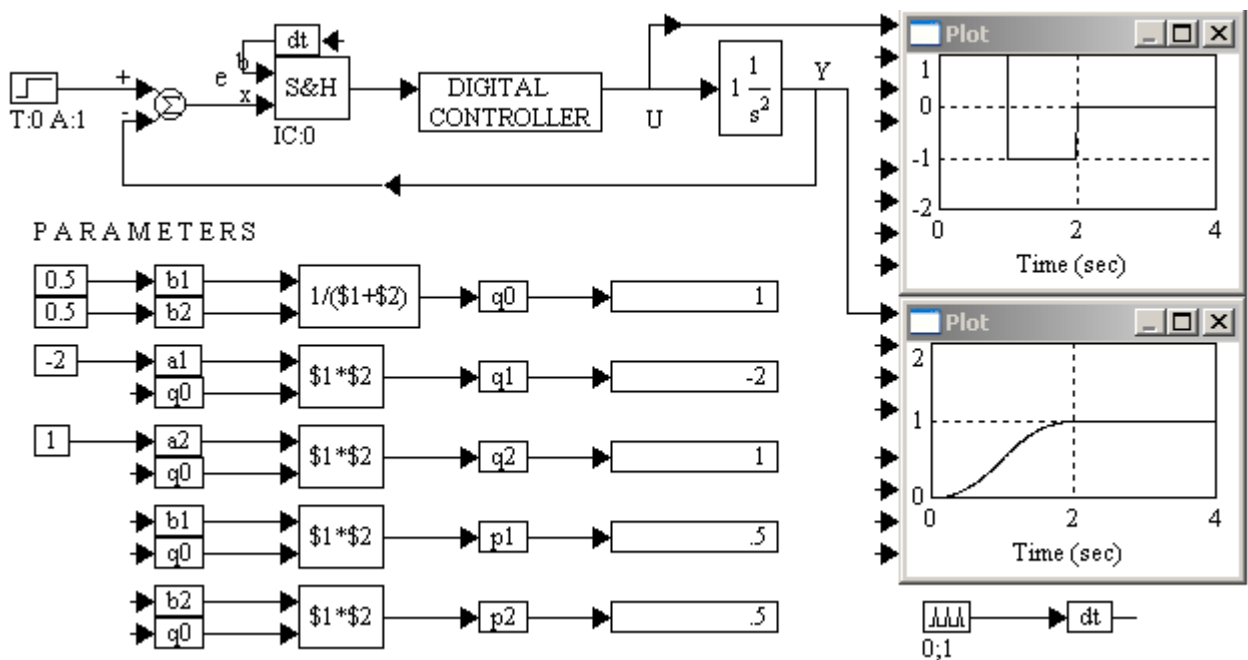 dt
Plot
+
e
b
x
S&H
DIGITAL
CONTROLLER
1 1
s²
Y
T:0 A:1
-
Σ
IC:0
U
1
0
-1
-2
0 2 4
Time (sec)
P A R A M E T E R S
0.5 b1
0.5 b2
1/($1+$2) q0 1
-2 a1
q0
$1*$2 q1 -2
1 a2
q0
$1*$2 q2 1
b1
q0
$1*$2 p1 .5
b2
q0
$1*$2 p2 .5
Plot
2
1
0
0 2 4
Time (sec)
dt
0;1